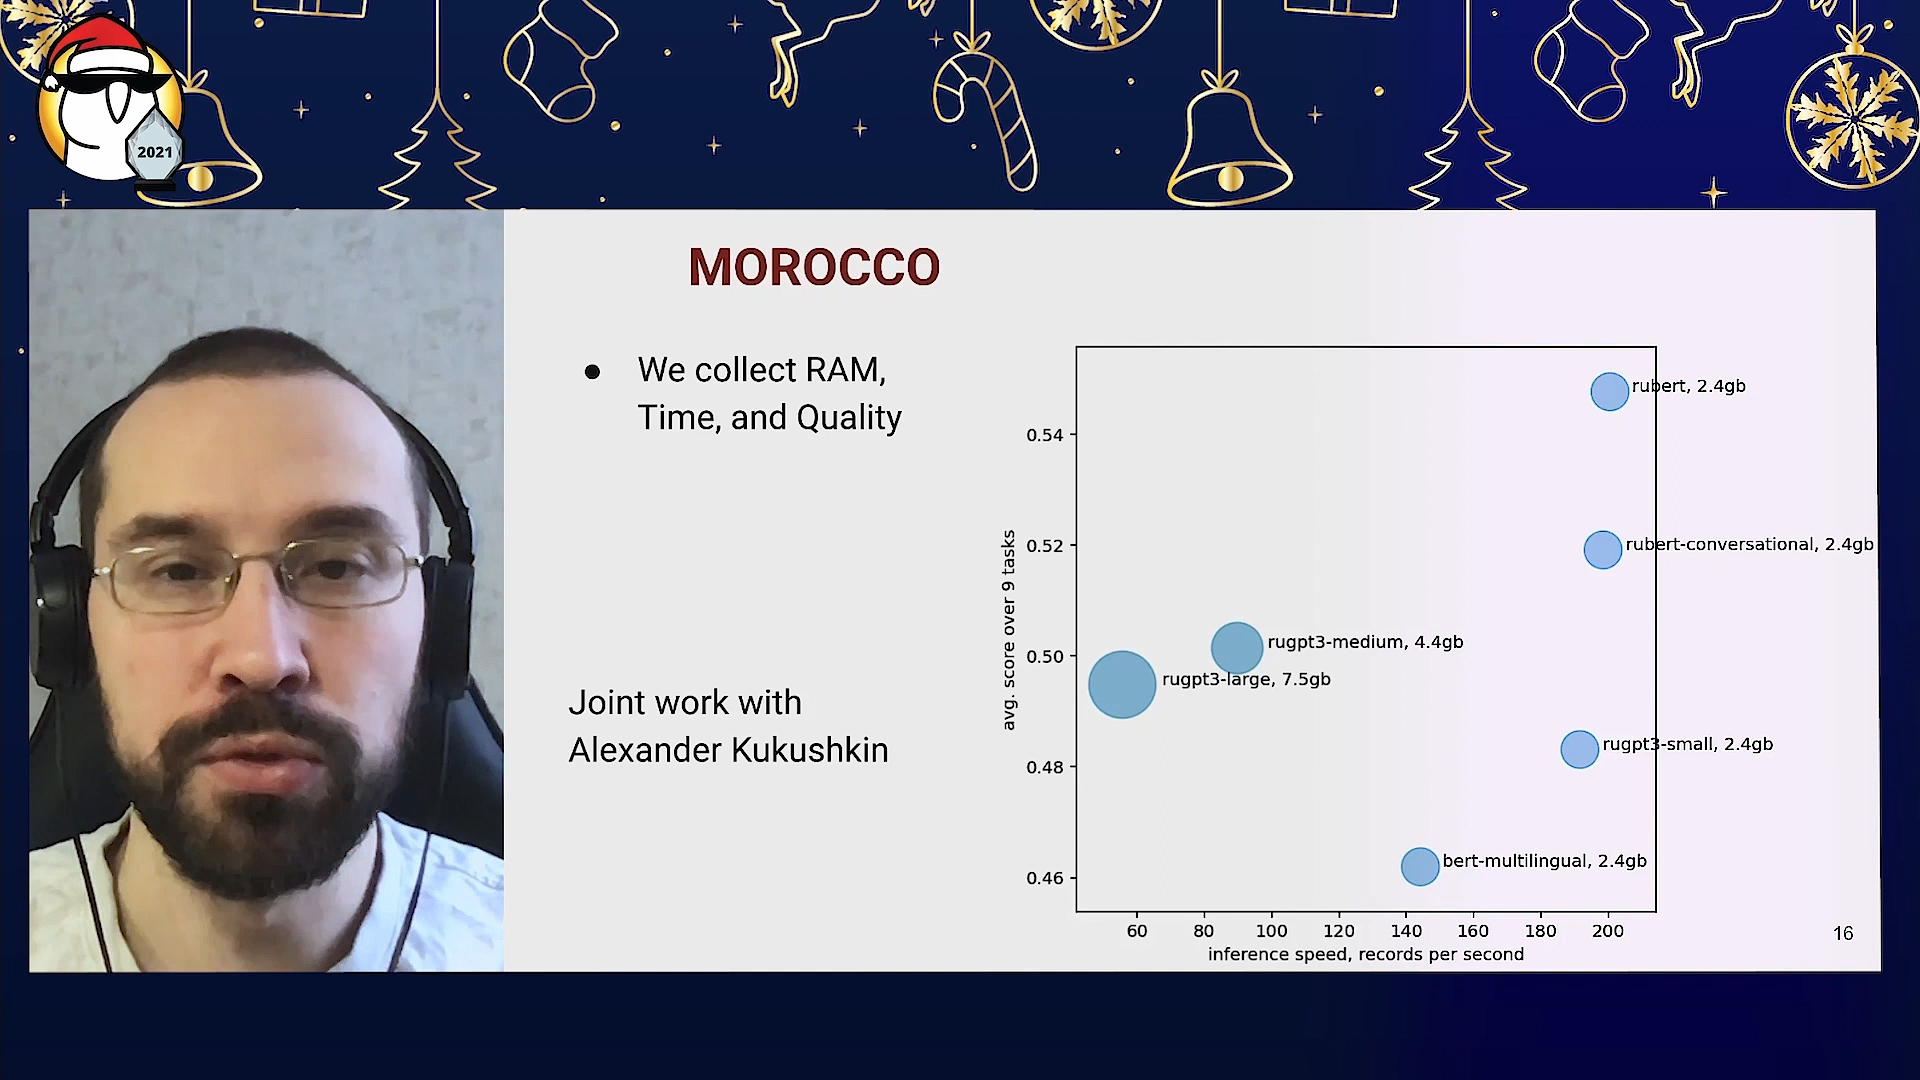 2021
MOROCCO
● We collect RAM,
Time, and Quality
Joint work with
Alexander Kukushkin
avg. score over 9 tasks
0.54
0.52
0.50
0.48
0.46
rubert, 2.4gb
rubert-conversational, 2.4gb
rugpt3-medium, 4.4gb
rugpt3-large, 7.5gb
rugpt3-small, 2.4gb
bert-multilingual, 2.4gb
60 80 100 120 140 160 180 200
inference speed, records per second
16